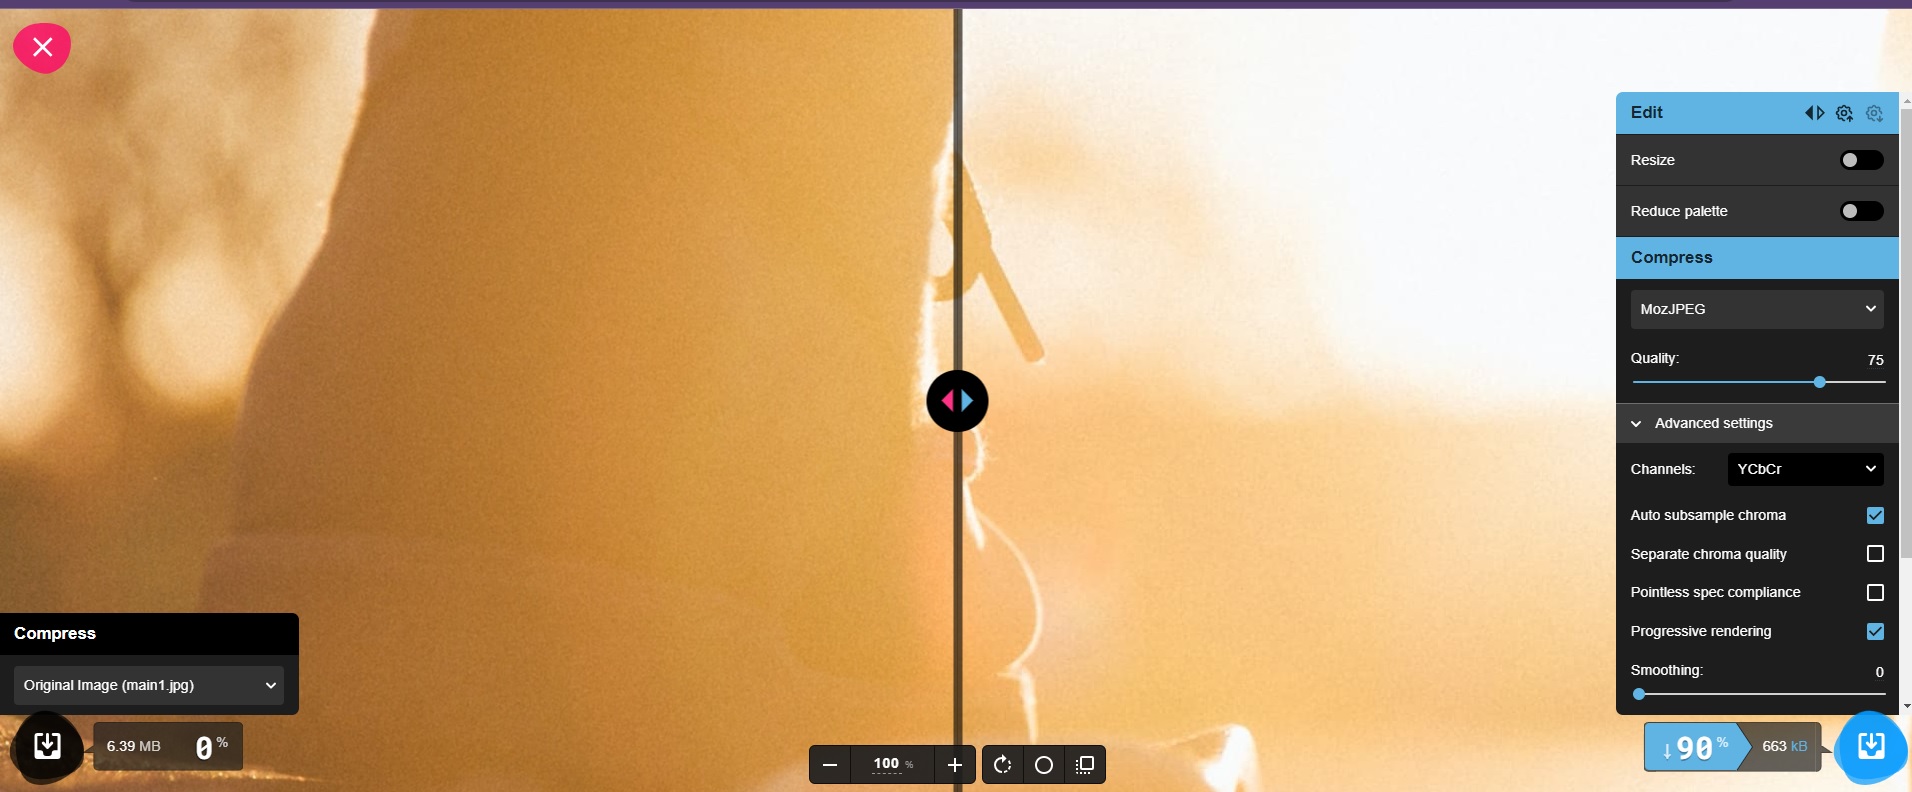 Edit
Resize
Reduce palette
Compress
MozJPEG
Quality: 75
Advanced settings
Channels: YCbCr
Auto subsample chroma
Separate chroma quality
Pointless spec compliance
Progressive rendering
Smoothing: 0
Compress
Original Image (main1.jpg)
6.39 MB 0 %
100 %
↓90 % 663 kB